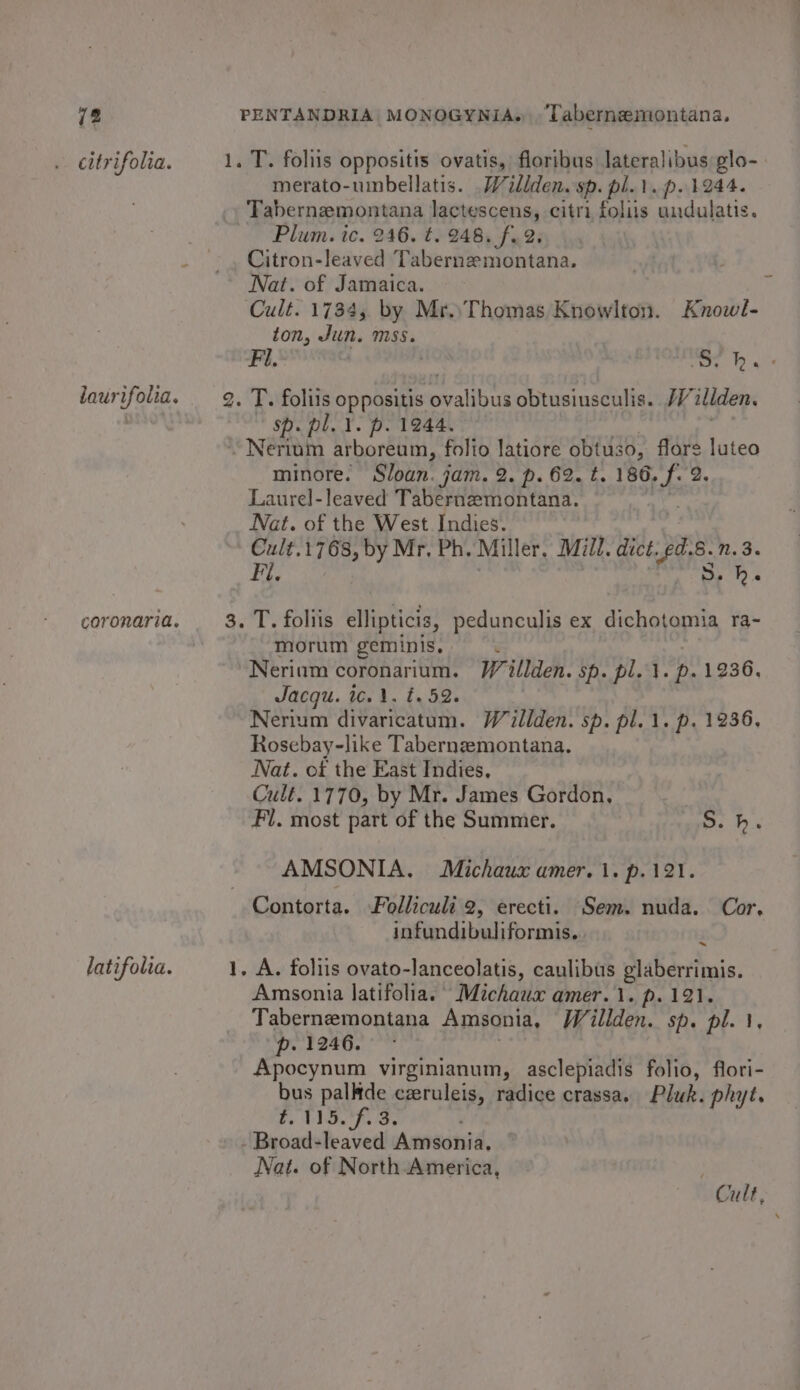 72 PENTANDRIA MONOGYNIA. Tabernæmontana.
citrifolia. 1. T. foliis oppositis ovatis, floribus lateralibus glo-
merato-umbellatis. Willden. sp. pl. 1. p. 1244.
Tabernæmontana lactescens, citri foliis undulatis.
Plum. ic. 246. t. 248. f. 2.
Citron-leaved Tabernæmontana.
Nat. of Jamaica.
Cult. 1734, by Mr. Thomas Knowlton. Knowl-
ton, Jun. mss.
Fl. S. ♄.
laurifolia. 2. T. foliis oppositis ovalibus obtusiusculis. Willden.
sp. pl. 1. p. 1244.
Nerium arboreum, folio latiore obtuso, flore luteo
minore. Sloan. jam. 2. p. 62. t. 186. f. 2.
Laurel-leaved Tabernæmontana.
Nat. of the West Indies.
Cult. 1768, by Mr. Ph. Miller. Mill. dict. ed. 8. n. 3.
Fl. S. ♄.
coronaria. 3. T. foliis ellipticis, pedunculis ex dichotomia ra-
morum geminis.
Nerium coronarium. Willden. sp. pl. 1. p. 1236.
Jacqu. ic. 1. t. 52.
Nerium divaricatum. Willden. sp. pl. 1. p. 1236.
Rosebay-like Tabernæmontana.
Nat. of the East Indies.
Cult. 1770, by Mr. James Gordon.
Fl. most part of the Summer. S. ♄.
AMSONIA. Michaux amer. 1. p. 121.
Contorta. Folliculi 2, erecti. Sem. nuda. Cor.
infundibuliformis.
latifolia. 1. A. foliis ovato-lanceolatis, caulibus glaberrimis.
Amsonia latifolia. Michaux amer. 1. p. 121.
Tabernæmontana Amsonia. Willden. sp. pl. 1.
p. 1246.
Apocynum virginianum, asclepiadis folio, flori-
bus pallide cæruleis, radice crassa. Pluk. phyt.
t. 115. f. 3.
Broad-leaved Amsonia.
Nat. of North America,
Cult,